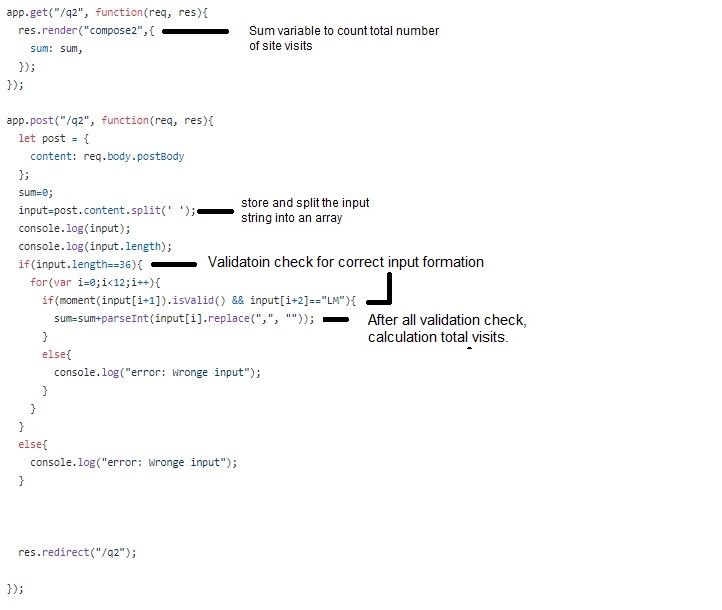 app.get("/q2", function(req, res){
  res.render("compose2",{ Sum variable to count total number
    sum: sum, of site visits
  });
});
app.post("/q2", function(req, res){
  let post = {
    content: req.body.postBody
  };
  sum=0;
  input=post.content.split(' '); store and split the input
string into an array
  console.log(input);
  console.log(input.length);
  if(input.length==36){ Validatoin check for correct input formation
    for(var i=0;i<12;i++){
      if(moment(input[i+1]).isValid() && input[i+2]=="LM"){
        sum=sum+parseInt(input[i].replace(",", "")); After all validation check,
calculation total visits.
      }
      else{
        console.log("error: Wronge input");
      }
    }
  }
  else{
    console.log("error: Wronge input");
  }
  res.redirect("/q2");
});